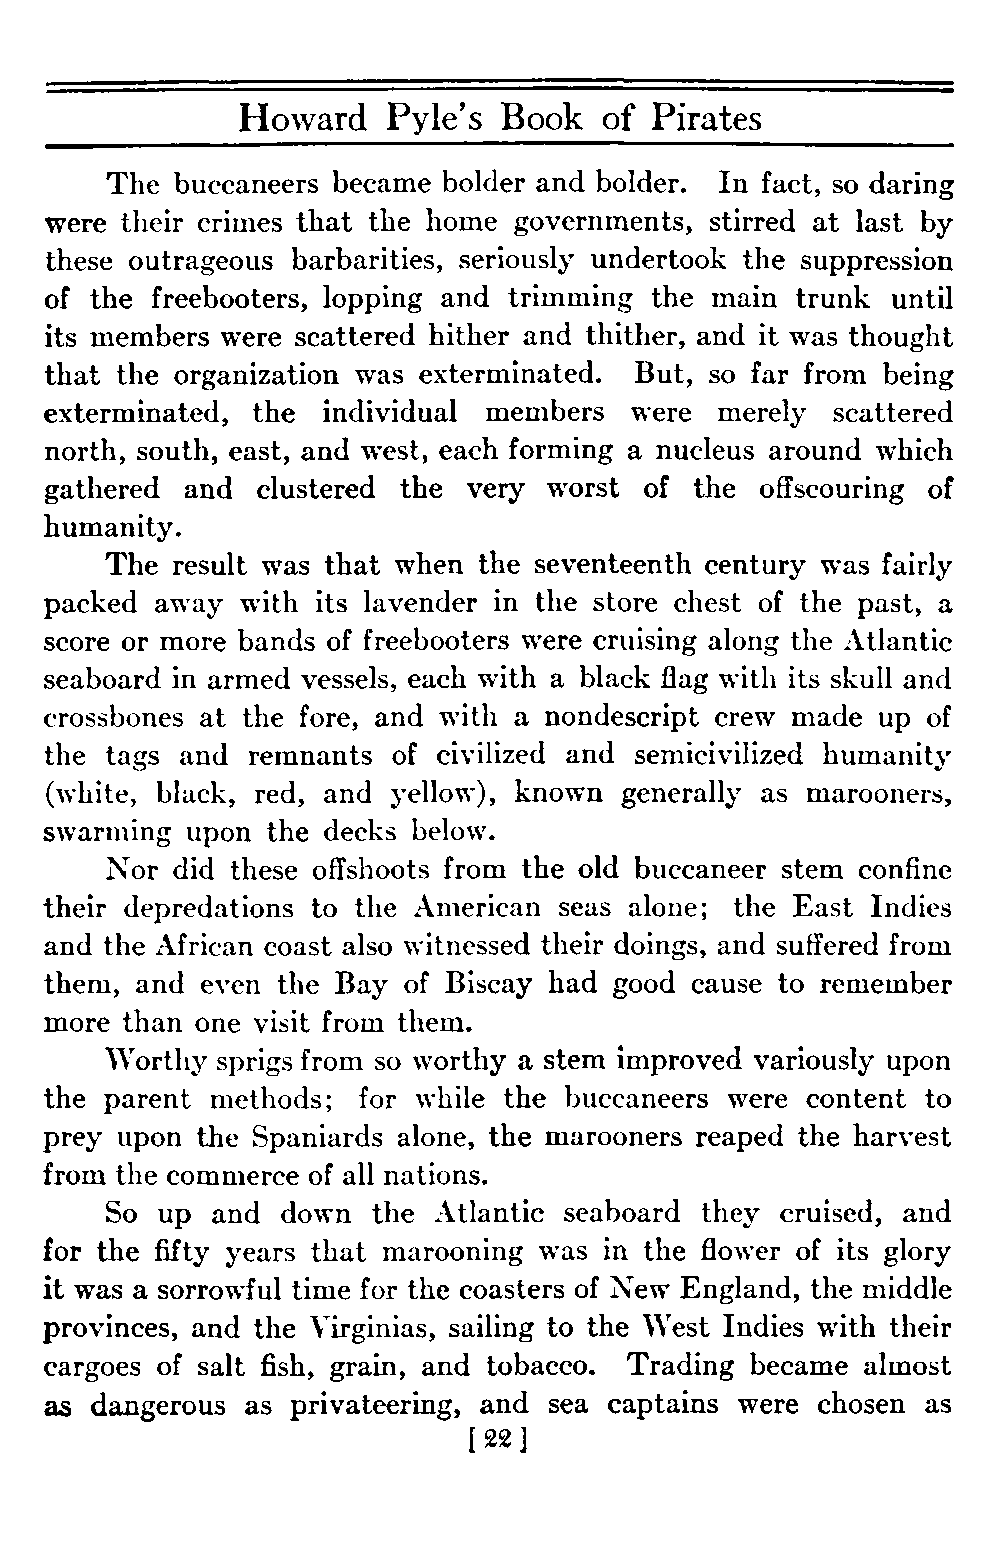 Howard Pyle's Book of Pirates
The buccaneers became bolder and bolder. In fact, so daring
were their crimes that the home governments, stirred at last by
these outrageous barbarities, seriously undertook the suppression
of the freebooters, lopping and trimming the main trunk until
its members were scattered hither and thither, and it was thought
that the organization was exterminated. But, so far from being
exterminated, the individual members were merely scattered
north, south, east, and west, each forming a nucleus around which
gathered and clustered the very worst of the offscouring of
humanity.
The result was that when the seventeenth century was fairly
packed away with its lavender in the store chest of the past, a
score or more bands of freebooters were cruising along the Atlantic
seaboard in armed vessels, each with a black flag with its skull and
crossbones at the fore, and with a nondescript crew made up of
the tags and remnants of civilized and semicivilized humanity
(white, black, red, and yellow), known generally as marooners,
swarming upon the decks below.
Nor did these offshoots from the old buccaneer stem confine
their depredations to the American seas alone; the East Indies
and the African coast also witnessed their doings, and suffered from
them, and even the Bay of Biscay had good cause to remember
more than one visit from them.
Worthy sprigs from so worthy a stem improved variously upon
the parent methods; for while the buccaneers were content to
prey upon the Spaniards alone, the marooners reaped the harvest
from the commerce of all nations.
So up and down the Atlantic seaboard they cruised, and
for the fifty years that marooning was in the flower of its glory
it was a sorrowful time for the coasters of New England, the middle
provinces, and the Virginias, sailing to the West Indies with their
cargoes of salt fish, grain, and tobacco. Trading became almost
as dangerous as privateering, and sea captains were chosen as
[22]